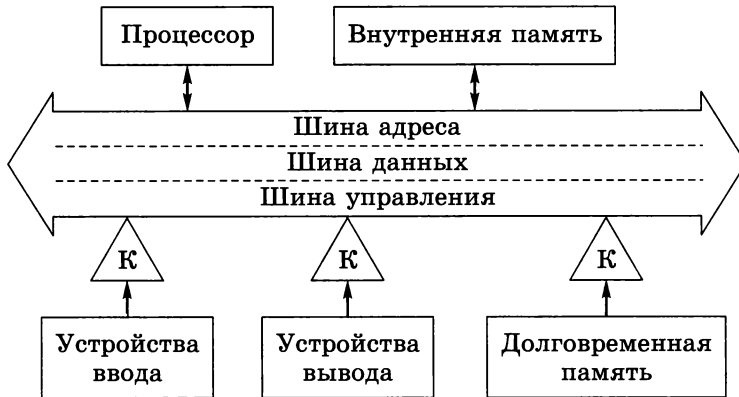 Процессор
Внутренняя память
Шина адреса
Шина данных
Шина управления
К
К
К
Устройства
ввода
Устройства
вывода
Долговременная
память